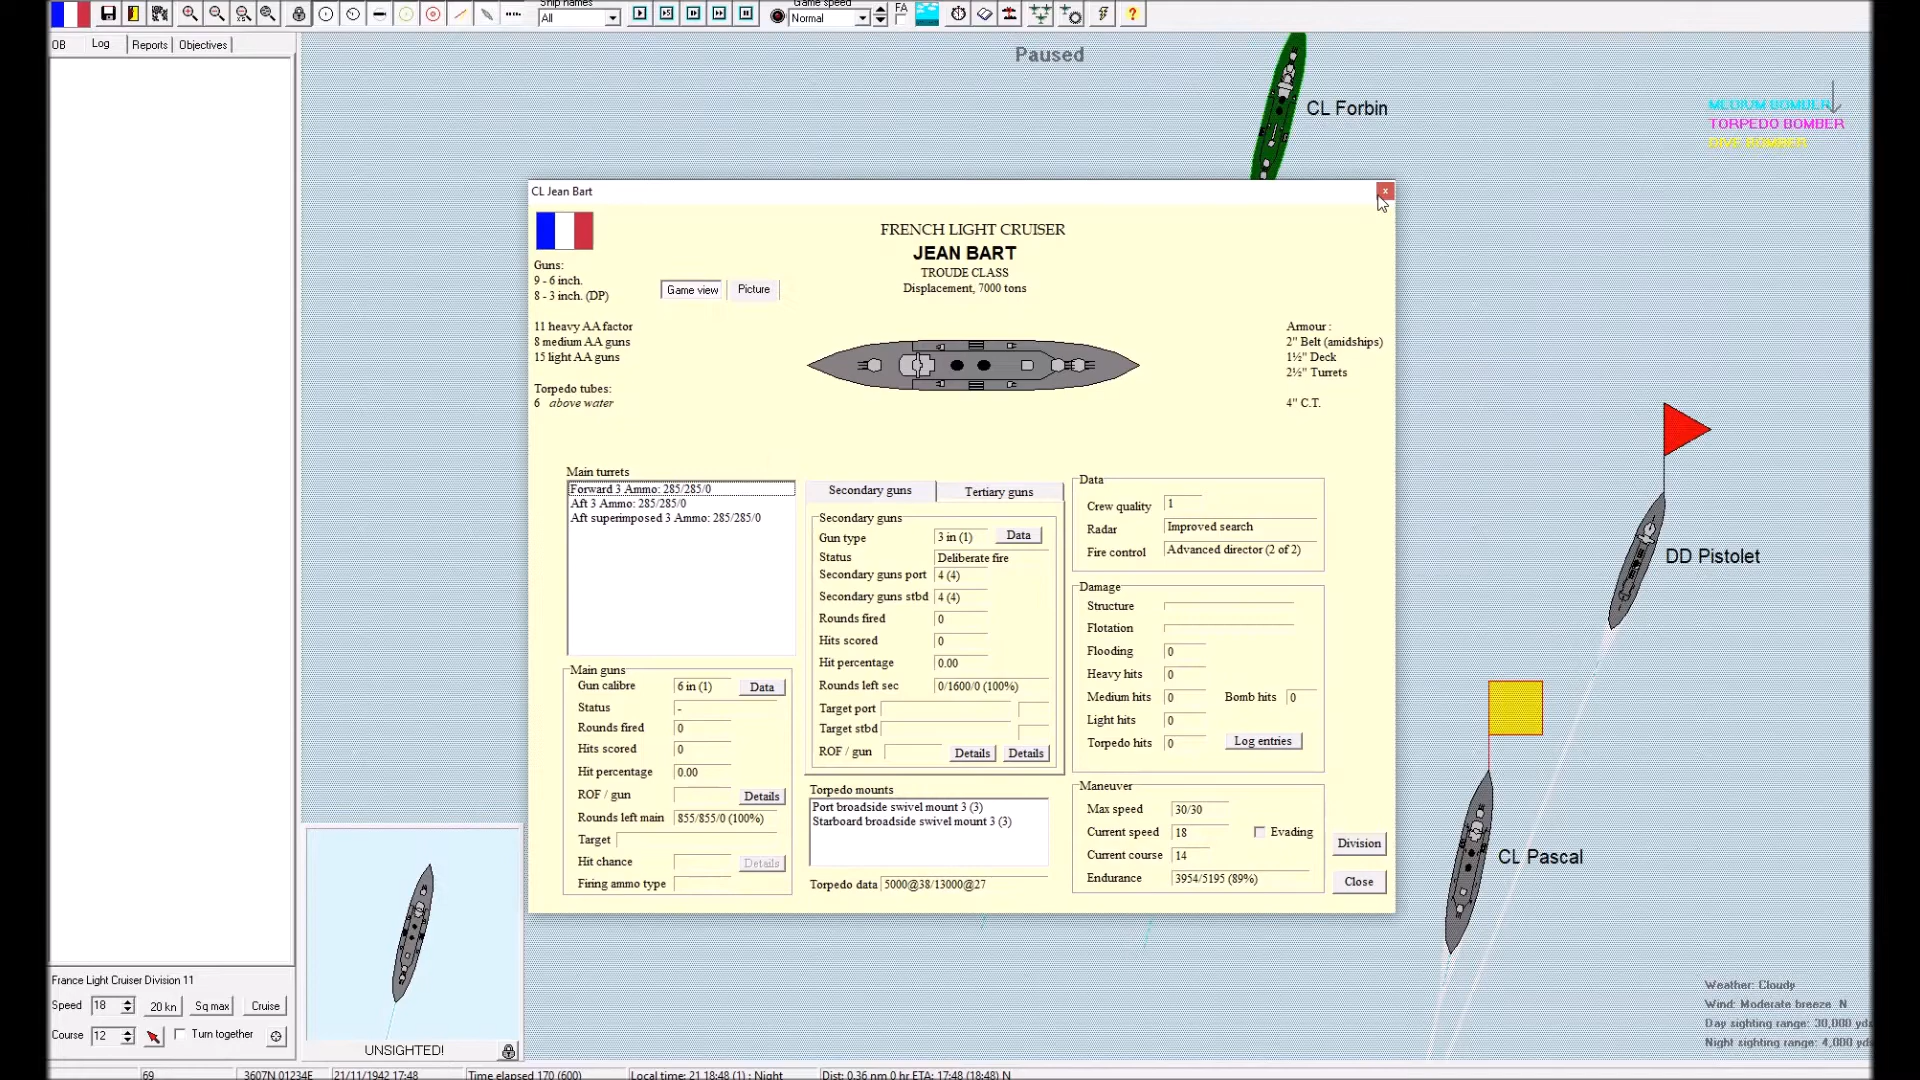 Ship names
All
Game speed
Normal
FA
?
OB
Log
Reports
Objectives
Paused
CL Forbin
MEDIUM BOMBER
TORPEDO BOMBER
DIVE BOMBER
CL Jean Bart
x
FRENCH LIGHT CRUISER
JEAN BART
TROUDE CLASS
Displacement, 7000 tons
Guns:
9 - 6 inch.
8 - 3 inch. (DP)
Game view
Picture
11 heavy AA factor
8 medium AA guns
15 light AA guns
Torpedo tubes:
6 above water
Armour :
2" Belt (amidships)
1½" Deck
2½" Turrets
4" C.T.
Main turrets
Forward 3 Ammo: 285/285/0
Aft 3 Ammo: 285/285/0
Aft superimposed 3 Ammo: 285/285/0
Main guns
Gun calibre 6 in (1) Data
Status -
Rounds fired 0
Hits scored 0
Hit percentage 0.00
ROF / gun Details
Rounds left main 855/855/0 (100%)
Target
Hit chance Details
Firing ammo type
Secondary guns Tertiary guns
Secondary guns
Gun type 3 in (1) Data
Status Deliberate fire
Secondary guns port 4 (4)
Secondary guns stbd 4 (4)
Rounds fired 0
Hits scored 0
Hit percentage 0.00
Rounds left sec 0/1600/0 (100%)
Target port
Target stbd
ROF / gun Details Details
Torpedo mounts
Port broadside swivel mount 3 (3)
Starboard broadside swivel mount 3 (3)
Torpedo data 5000@38/13000@27
Data
Crew quality 1
Radar Improved search
Fire control Advanced director (2 of 2)
Damage
Structure
Flotation
Flooding 0
Heavy hits 0
Medium hits 0 Bomb hits 0
Light hits 0
Torpedo hits 0 Log entries
Maneuver
Max speed 30/30
Current speed 18 Evading
Current course 14
Endurance 3954/5195 (89%)
Division
Close
DD Pistolet
CL Pascal
France Light Cruiser Division 11
Speed 18 20 kn Sq max Cruise
Course 12 Turn together
UNSIGHTED!
Weather: Cloudy
Wind: Moderate breeze N
Day sighting range: 30,000 yds
Night sighting range: 4,000 yds
69 3607N 01234E 21/11/1942 17:48 Time elapsed 170 (600) Local time: 21 18:48 (1) : Night Dist: 0.36 nm 0 hr ETA: 17:48 (18:48) N